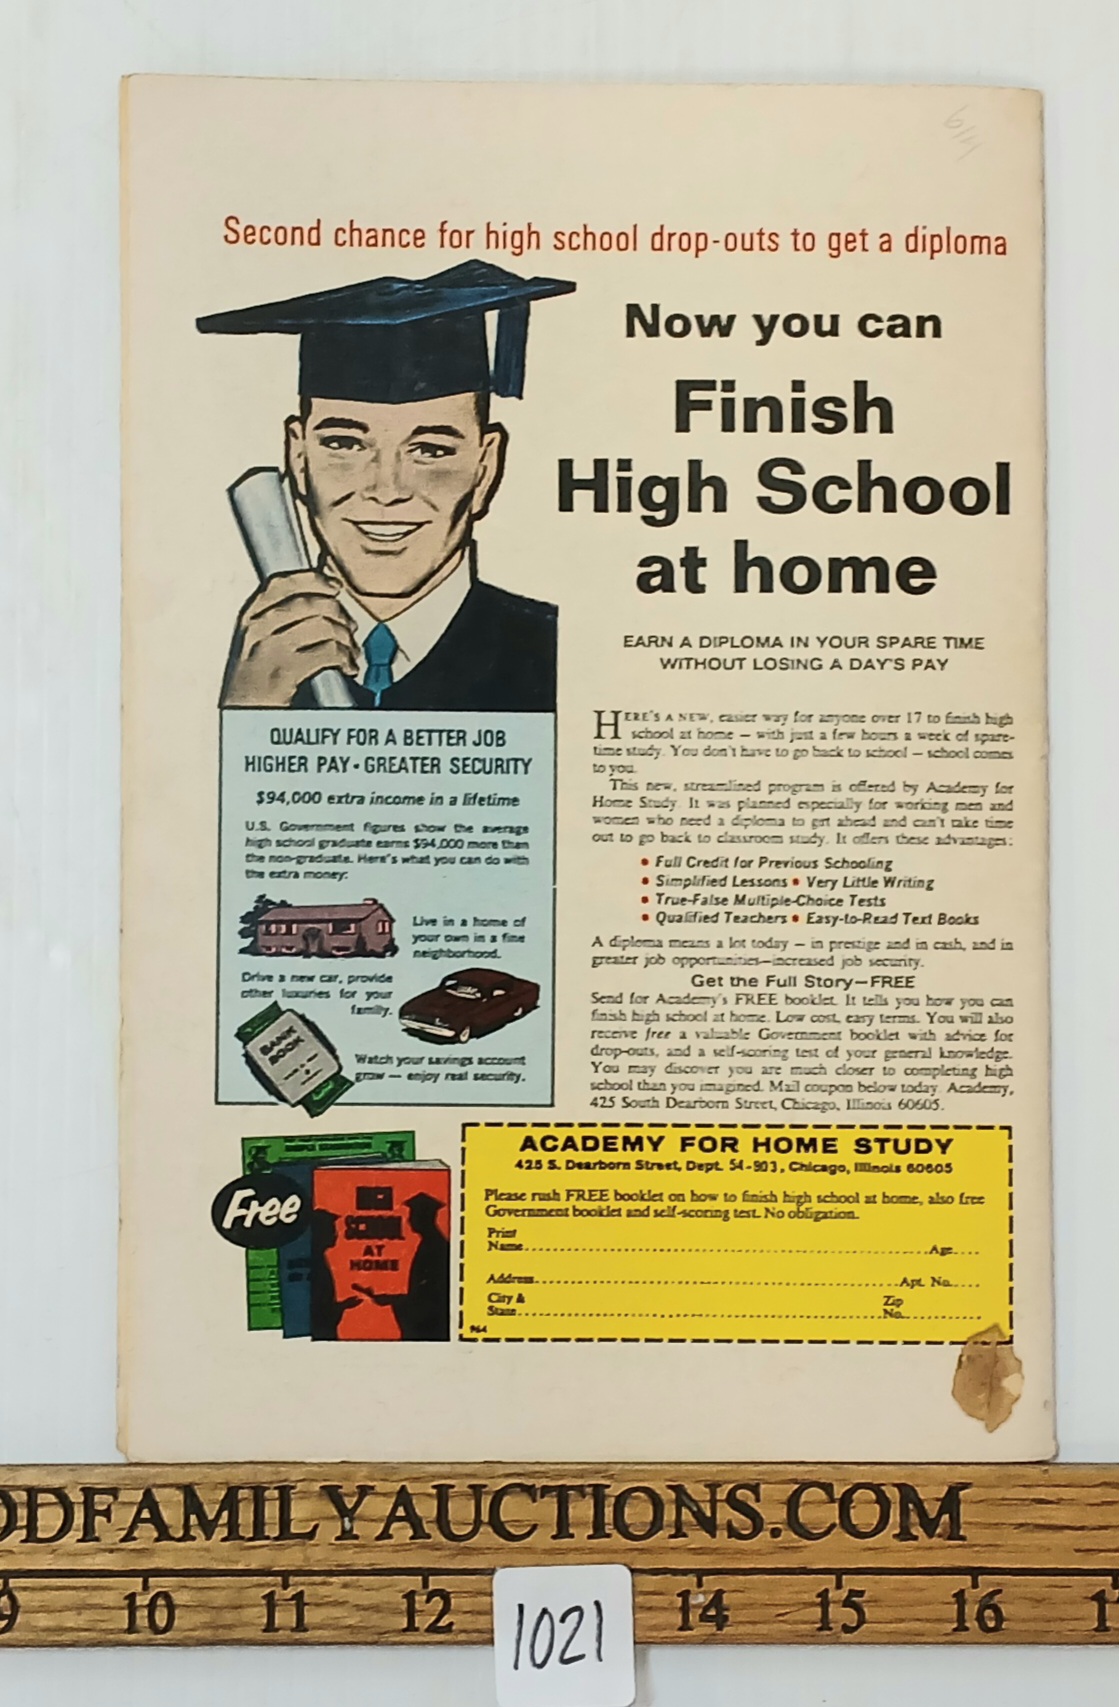 Second chance for high school drop-outs to get a diploma
Now you can
Finish
High School
at home
EARN A DIPLOMA IN YOUR SPARE TIME
WITHOUT LOSING A DAY'S PAY
HERE'S A NEW, easier way for anyone over 17 to finish high
school at home — with just a few hours a week of spare-
time study. You don't have to go back to school — school comes
to you.
This new, streamlined program is offered by Academy for
Home Study. It was planned especially for working men and
women who need a diploma to get ahead and can't take time
out to go back to classroom study. It offers these advantages:
• Full Credit for Previous Schooling
• Simplified Lessons • Very Little Writing
• True-False Multiple-Choice Tests
• Qualified Teachers • Easy-to-Read Text Books
A diploma means a lot today — in prestige and in cash, and in
greater job opportunities—increased job security.
Get the Full Story—FREE
Send for Academy's FREE booklet. It tells you how you can
finish high school at home. Low cost, easy terms. You will also
receive free a valuable Government booklet with advice for
drop-outs, and a self-scoring test of your general knowledge.
You may discover you are much closer to completing high
school than you imagined. Mail coupon below today. Academy,
425 South Dearborn Street, Chicago, Illinois 60605.
QUALIFY FOR A BETTER JOB
HIGHER PAY • GREATER SECURITY
$94,000 extra income in a lifetime
U.S. Government figures show the average
high school graduate earns $94,000 more than
the non-graduate. Here's what you can do with
the extra money:
Live in a home of
your own in a fine
neighborhood.
Drive a new car, provide
other luxuries for your
family.
BANK
BOOK
Watch your savings account
grow — enjoy real security.
Free
HIGH
SCHOOL
AT
HOME
ACADEMY FOR HOME STUDY
425 S. Dearborn Street, Dept. 54-903, Chicago, Illinois 60605
Please rush FREE booklet on how to finish high school at home, also free
Government booklet and self-scoring test. No obligation.
Print
Name Age
Address Apt. No.
City & Zip
State No.
964
ODFAMILYAUCTIONS.COM
9 10 11 12 14 15 16 1
1021